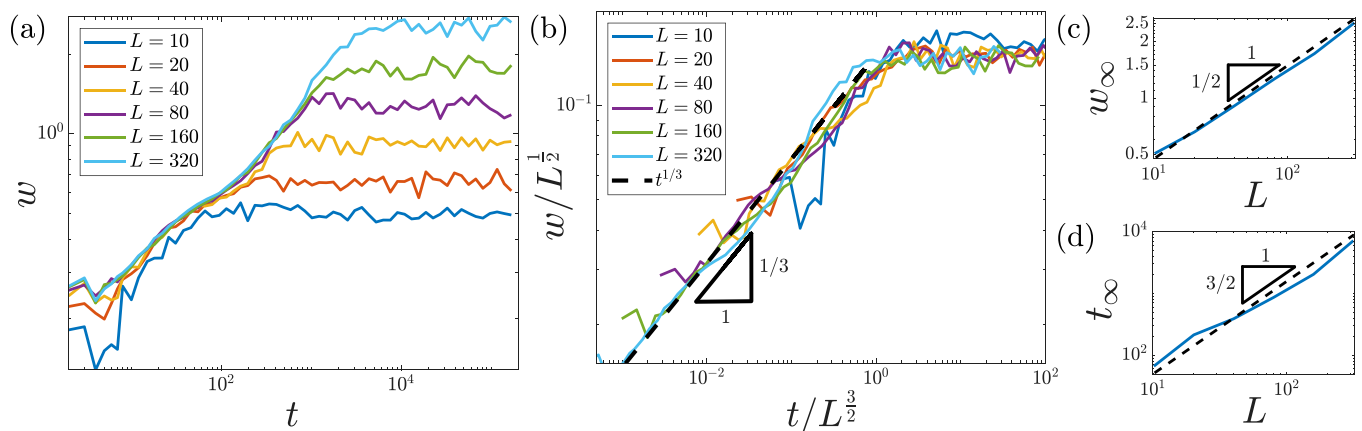 (a)
L = 10
L = 20
L = 40
L = 80
L = 160
L = 320
10^0
w
10^2
10^4
t
(b)
L = 10
L = 20
L = 40
L = 80
L = 160
L = 320
t^{1/3}
10^{-1}
w/L^{1/2}
1/3
1
10^{-2}
10^0
10^2
t/L^{3/2}
(c)
2.5
2
1.5
1
0.5
w_∞
1
1/2
10^1
10^2
L
(d)
10^4
10^2
t_∞
1
3/2
10^1
10^2
L